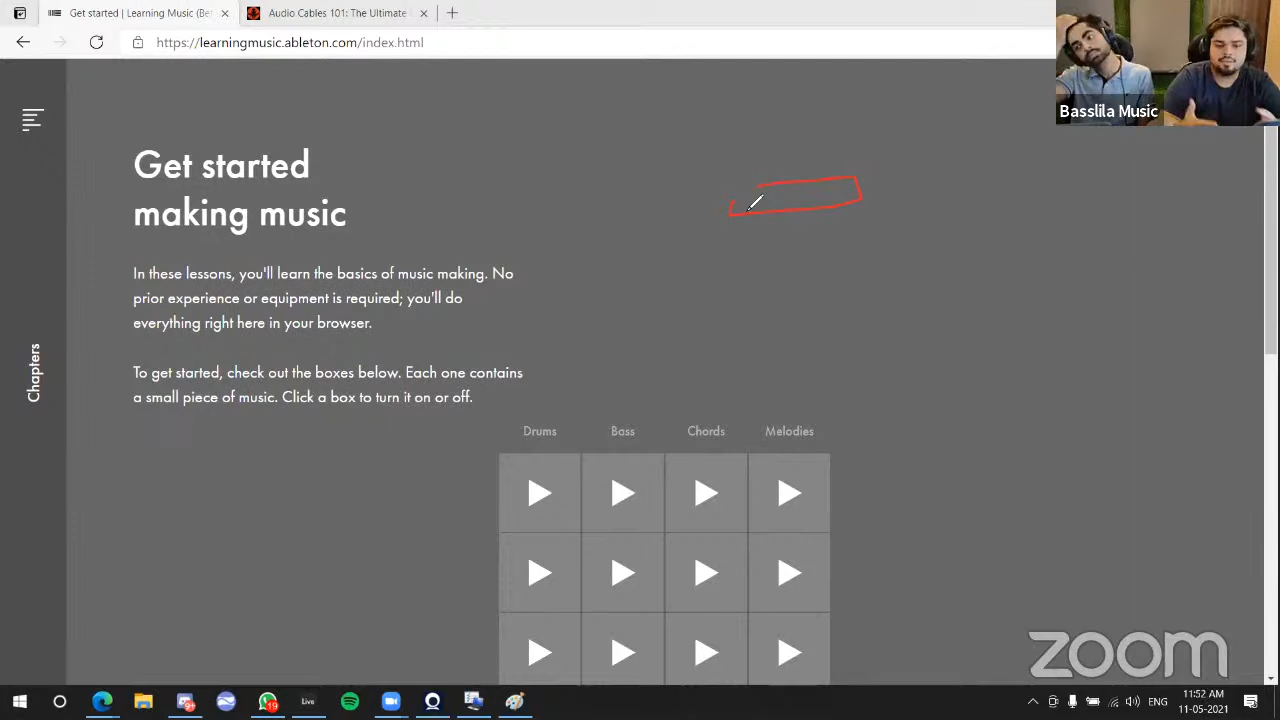 Get started | Learning Music (Be
Audio Cables 101: The Ultimate
https://learningmusic.ableton.com/index.html
Basslila Music
Get started
making music
In these lessons, you'll learn the basics of music making. No
prior experience or equipment is required; you'll do
everything right here in your browser.
To get started, check out the boxes below. Each one contains
a small piece of music. Click a box to turn it on or off.
Chapters
Drums Bass Chords Melodies
zoom
9+
19
Live
ENG
11:52 AM
11-05-2021